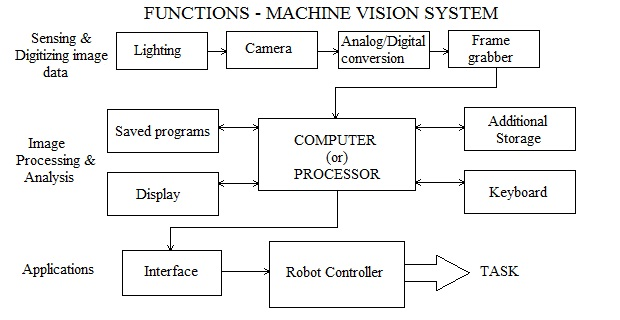 FUNCTIONS - MACHINE VISION SYSTEM
Sensing &
Digitizing image
data
Lighting
Camera
Analog/Digital
conversion
Frame
grabber
Image
Processing &
Analysis
Saved programs
Display
COMPUTER
(or)
PROCESSOR
Additional
Storage
Keyboard
Applications
Interface
Robot Controller
TASK